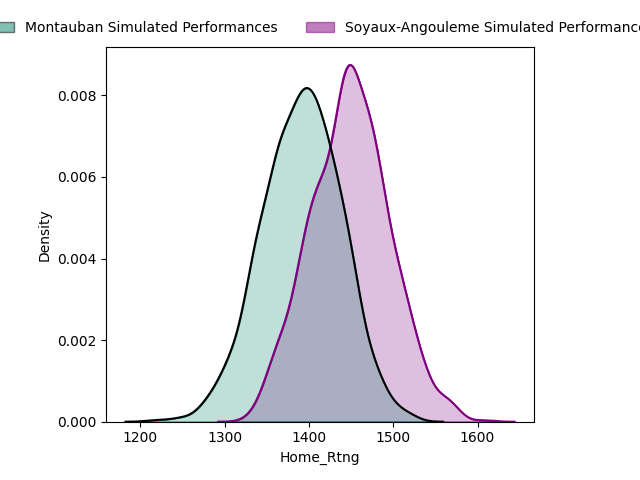 Montauban Simulated Performances
Soyaux-Angouleme Simulated Performance
0.008
0.006
0.004
0.002
0.000
Density
1200 1300 1400 1500 1600
Home_Rtng